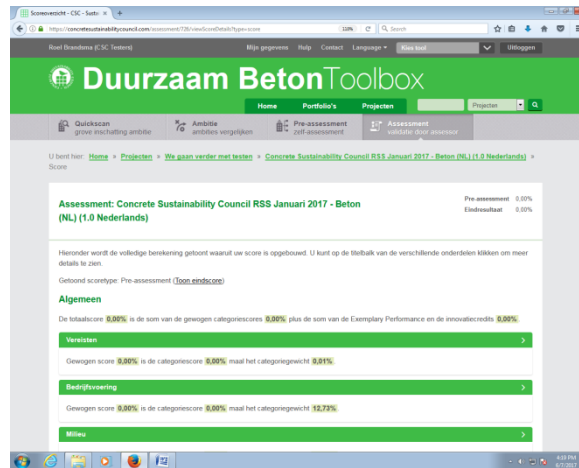 Scoreoverzicht - CSC - Susta
https://concretesustainabilitycouncil.com/assessment/728/viewScoreDetails?type=score
110%
Search
Roel Brandsma (CSC Testers)
Mijn gegevens Help Contact Language Kies tool Uitloggen
Duurzaam BetonToolbox
Home Portfolio's Projecten Projecten
Quickscan
grove inschatting ambitie
Ambitie
ambities vergelijken
Pre-assessment
zelf-assessment
Assessment
validatie door assessor
U bent hier: Home » Projecten » We gaan verder met testen » Concrete Sustainability Council RSS Januari 2017 - Beton (NL) (1.0 Nederlands) »
Score
Assessment: Concrete Sustainability Council RSS Januari 2017 - Beton
(NL) (1.0 Nederlands)
Pre-assessment 0,00%
Eindresultaat 0,00%
Hieronder wordt de volledige berekening getoont waaruit uw score is opgebouwd. U kunt op de titelbalk van de verschillende onderdelen klikken om meer
details te zien.
Getoond scoretype: Pre-assessment (Toon eindscore)
Algemeen
De totaalscore 0,00% is de som van de gewogen categoriescores 0,00% plus de som van de Exemplary Performance en de innovatiecredits 0,00%.
Vereisten
Gewogen score 0,00% is de categoriescore 0,00% maal het categoriegewicht 0,01%
Bedrijfsvoering
Gewogen score 0,00% is de categoriescore 0,00% maal het categoriegewicht 12,73%
Milieu
4:19 PM